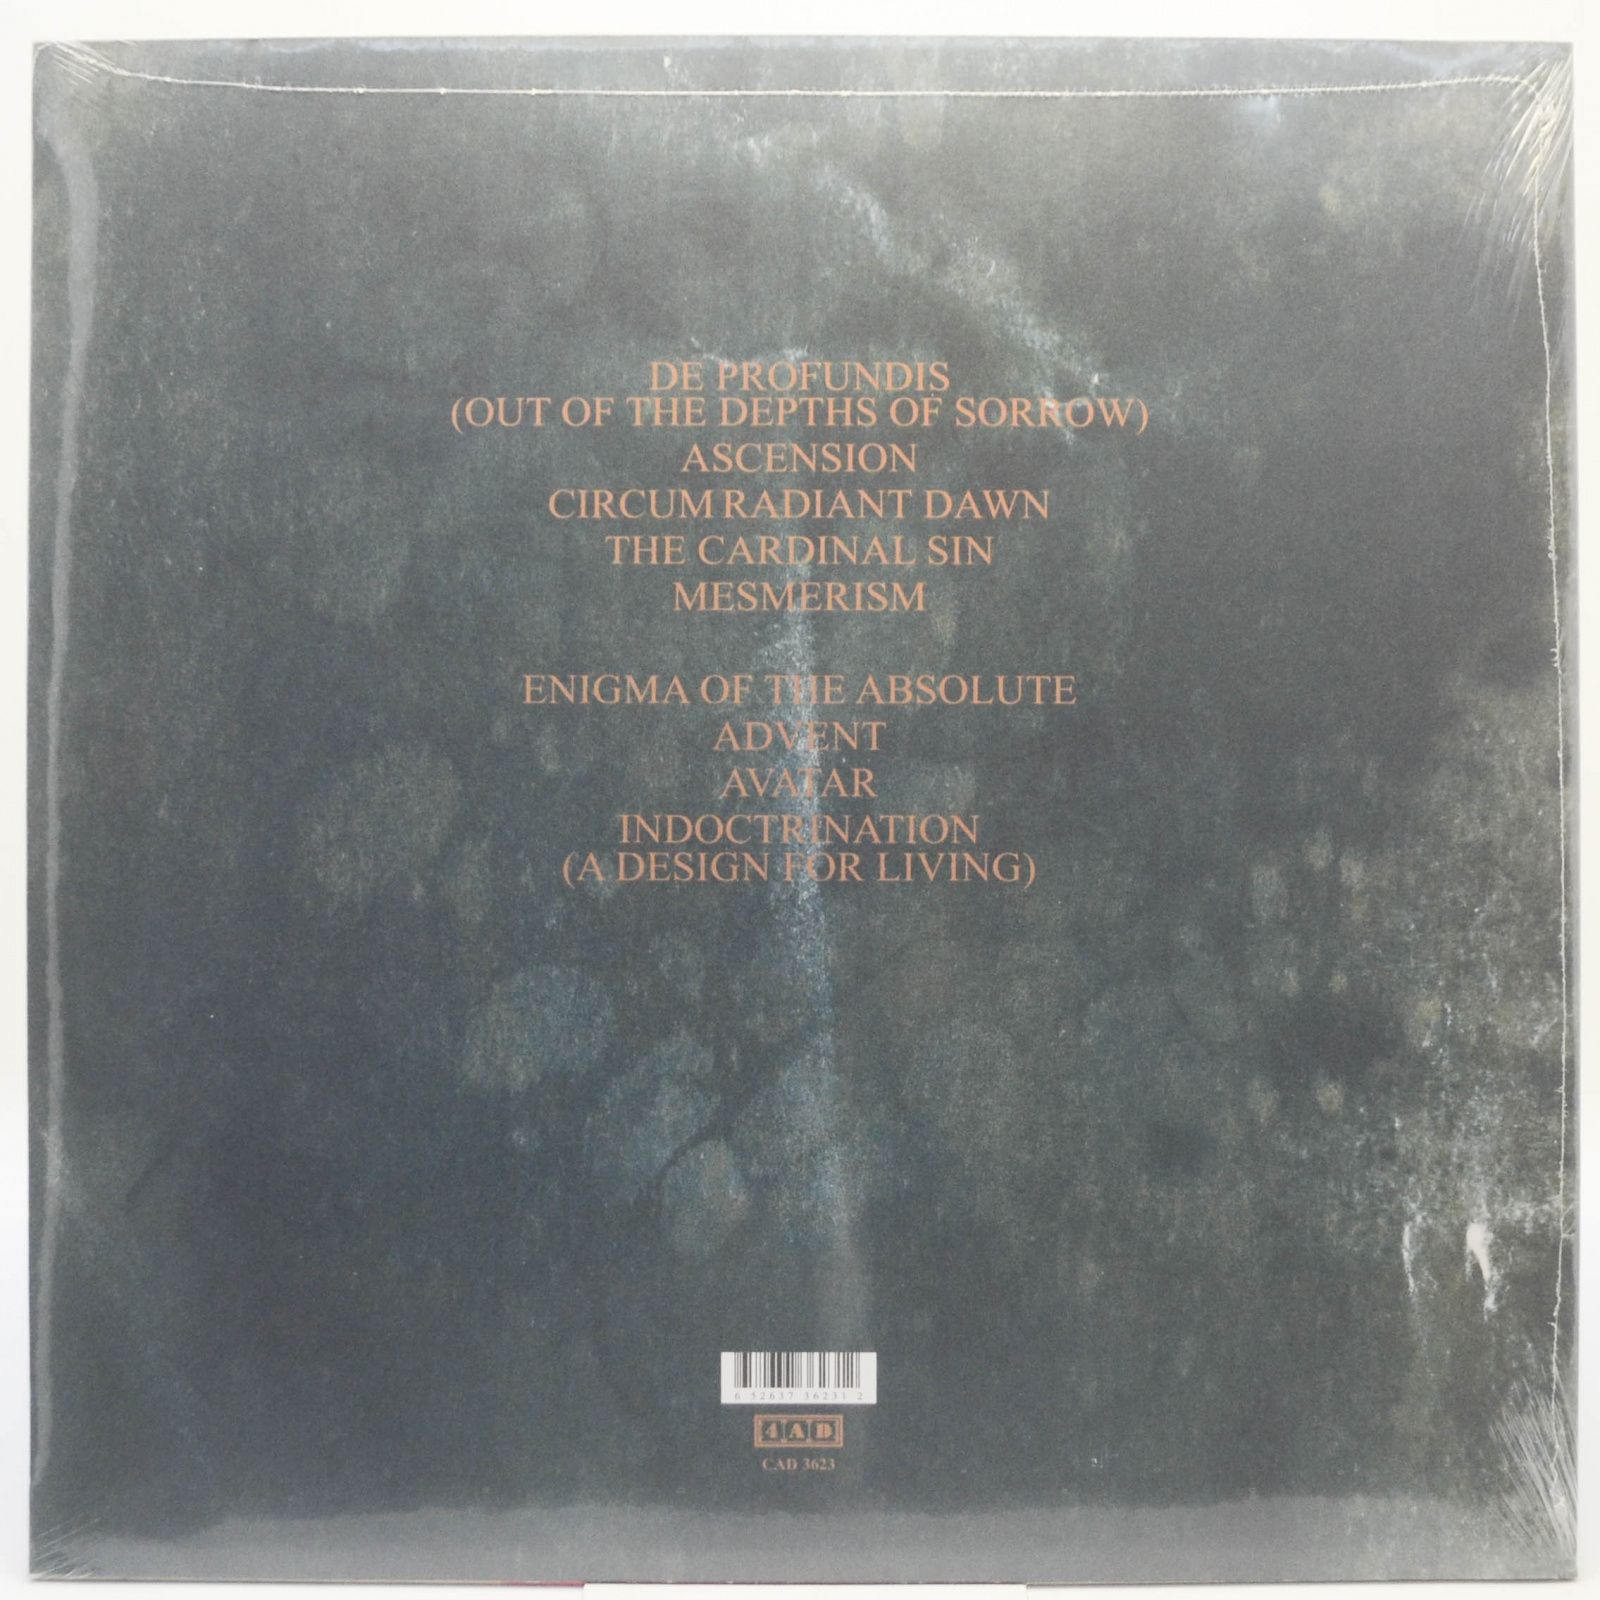 DE PROFUNDIS
(OUT OF THE DEPTHS OF SORROW)
ASCENSION
CIRCUM RADIANT DAWN
THE CARDINAL SIN
MESMERISM
ENIGMA OF THE ABSOLUTE
ADVENT
AVATAR
INDOCTRINATION
(A DESIGN FOR LIVING)
6 52637 36231 2
4AD
CAD 3623